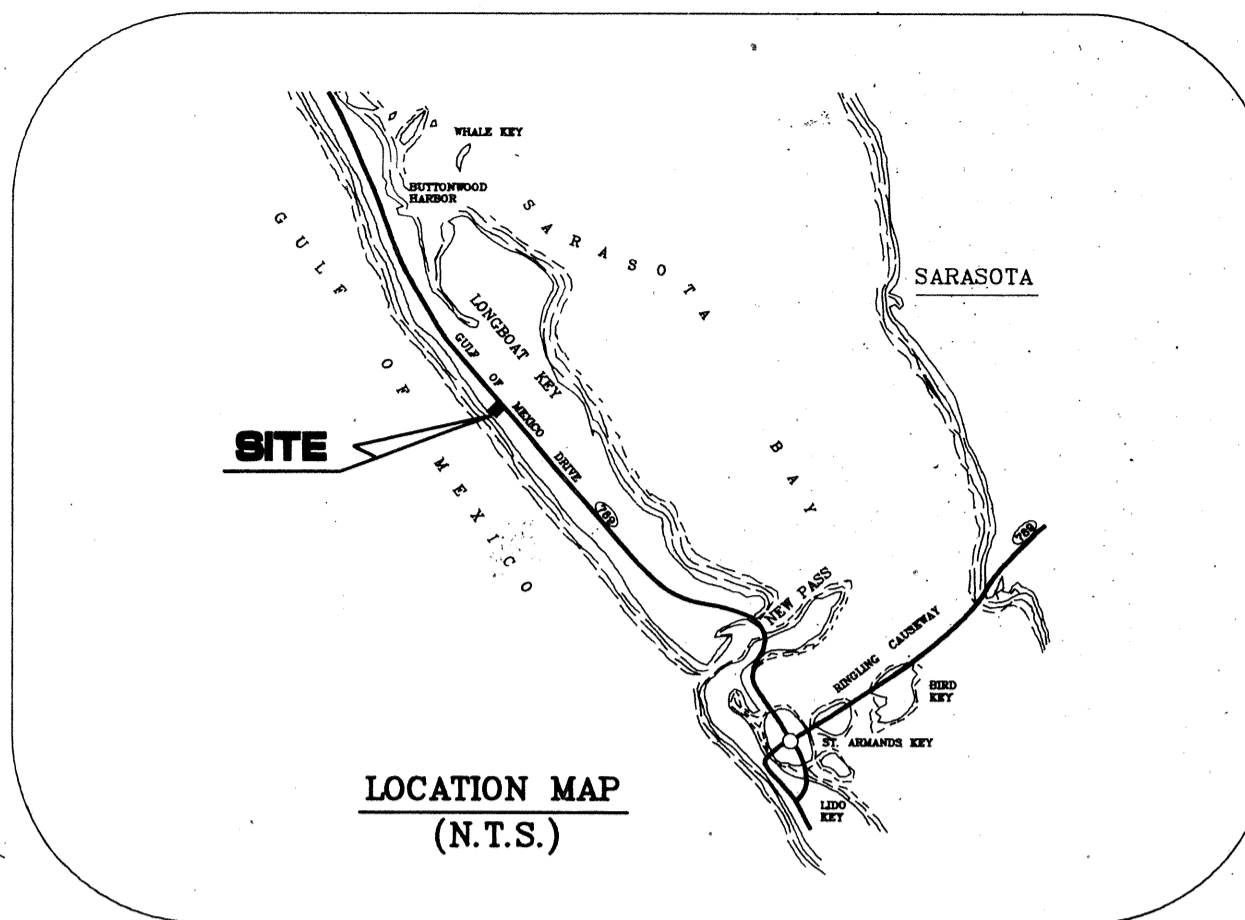 WHALE KEY
BUTTONWOOD
HARBOR
GULF OF MEXICO
SARASOTA BAY
SARASOTA
LONGBOAT KEY
GULF OF MEXICO DRIVE
789
SITE
789
NEW PASS
RINGLING CAUSEWAY
BIRD
KEY
ST. ARMANDS KEY
LIDO
KEY
LOCATION MAP
(N.T.S.)